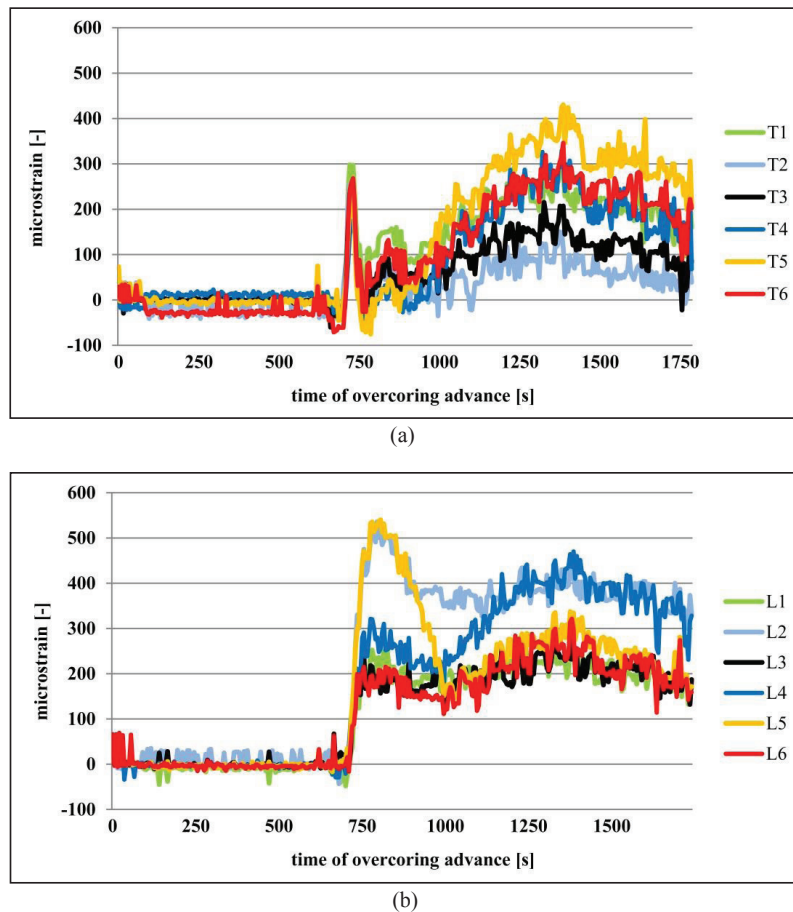 600
500
400
300
200
100
0
-100
microstrain [-]
0 250 500 750 1000 1250 1500 1750
time of overcoring advance [s]
T1
T2
T3
T4
T5
T6
(a)
600
500
400
300
200
100
0
-100
microstrain [-]
0 250 500 750 1000 1250 1500
time of overcoring advance [s]
L1
L2
L3
L4
L5
L6
(b)